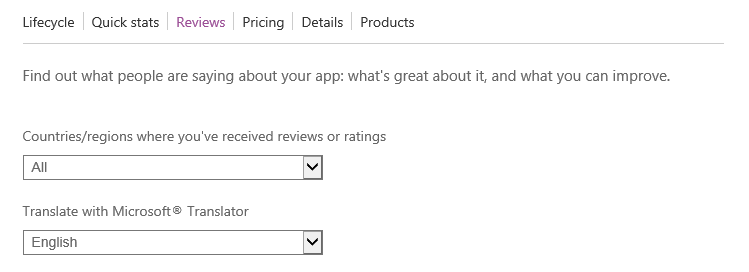 Lifecycle Quick stats Reviews Pricing Details Products
Find out what people are saying about your app: what's great about it, and what you can improve.
Countries/regions where you've received reviews or ratings
All
Translate with Microsoft® Translator
English